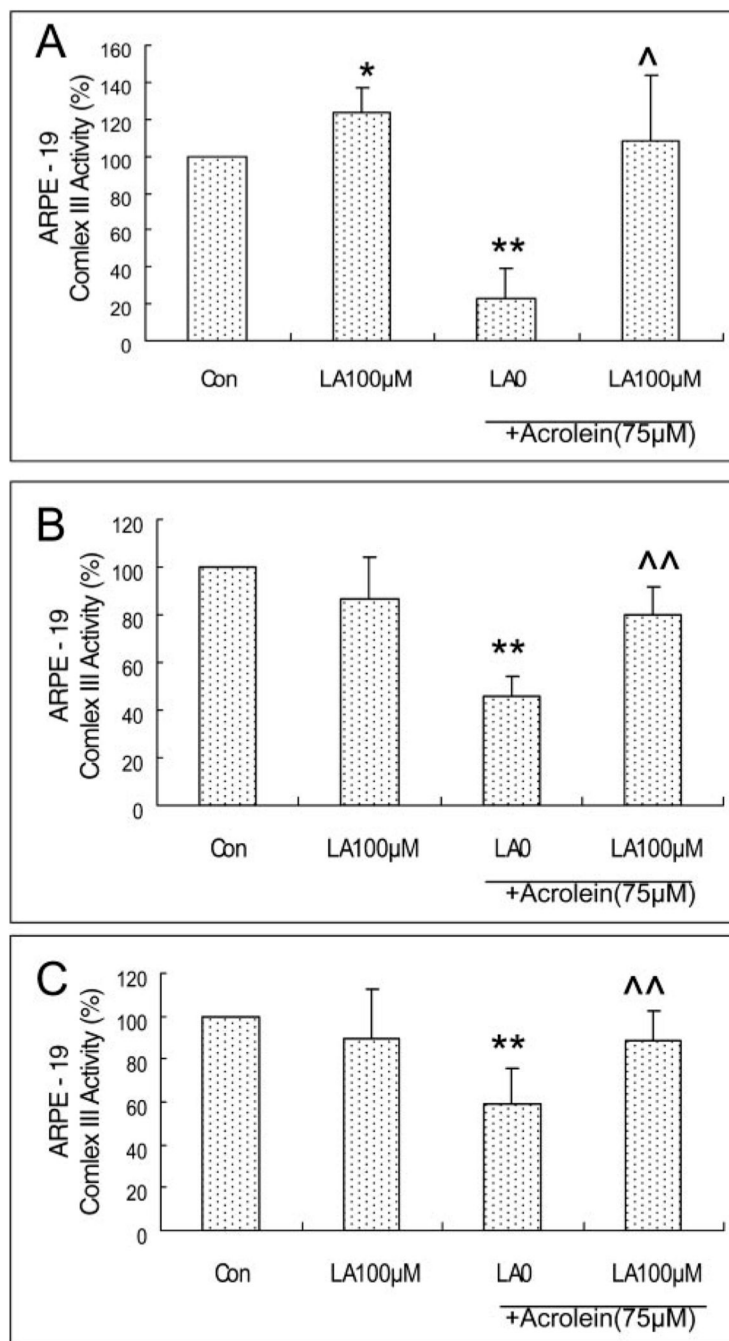 A
ARPE - 19
Comlex III Activity (%)
160
140
120
100
80
60
40
20
0
*
**
^
Con
LA100µM
LA0
LA100µM
+Acrolein(75µM)
B
ARPE - 19
Comlex III Activity (%)
120
100
80
60
40
20
0
**
^^
Con
LA100µM
LA0
LA100µM
+Acrolein(75µM)
C
ARPE - 19
Comlex III Activity (%)
120
100
80
60
40
20
0
**
^^
Con
LA100µM
LA0
LA100µM
+Acrolein(75µM)